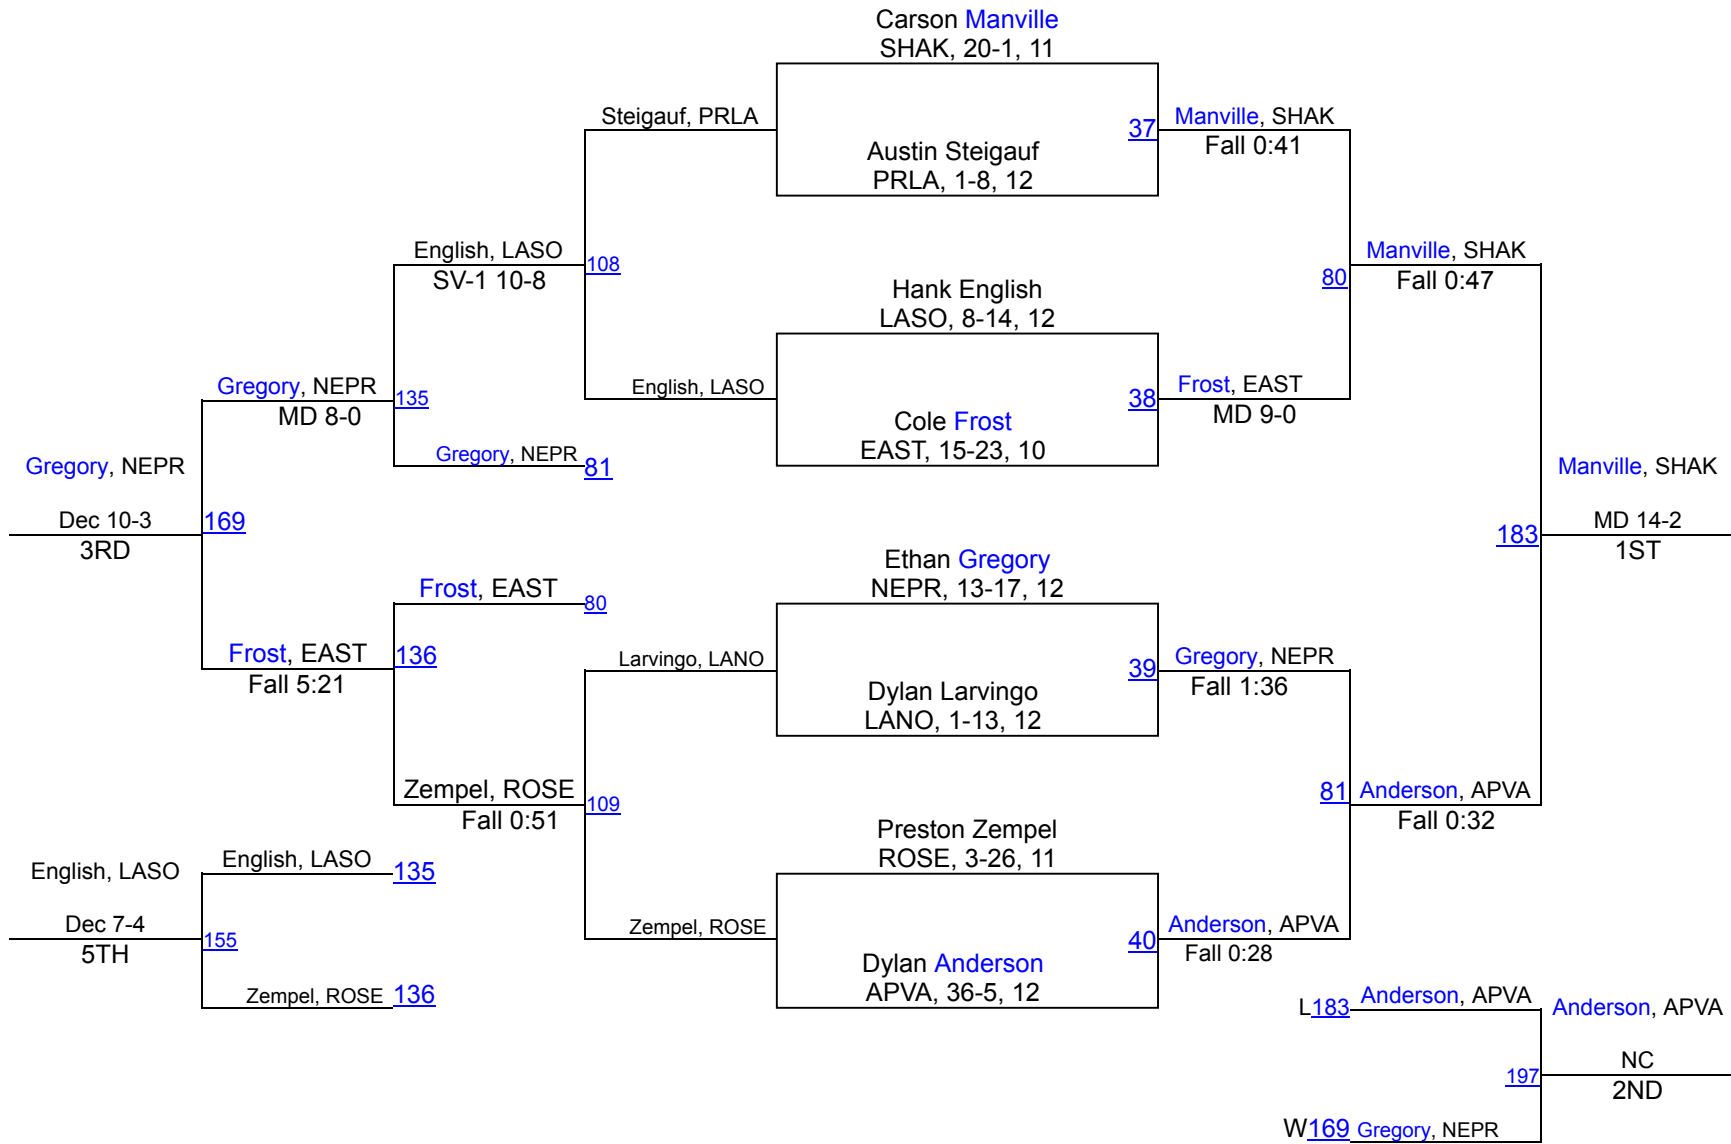 Carson Manville
SHAK, 20-1, 11
Steigauf, PRLA
37
Manville, SHAK
Fall 0:41
Austin Steigauf
PRLA, 1-8, 12
English, LASO
SV-1 10-8
108
Manville, SHAK
Fall 0:47
80
Hank English
LASO, 8-14, 12
Gregory, NEPR
MD 8-0
135
English, LASO
38
Frost, EAST
MD 9-0
Cole Frost
EAST, 15-23, 10
Gregory, NEPR
81
Gregory, NEPR
Dec 10-3
3RD
169
Manville, SHAK
183
MD 14-2
1ST
Ethan Gregory
NEPR, 13-17, 12
Frost, EAST
80
Frost, EAST
Fall 5:21
136
Larvingo, LANO
39
Gregory, NEPR
Fall 1:36
Dylan Larvingo
LANO, 1-13, 12
Zempel, ROSE
Fall 0:51
109
81
Anderson, APVA
Fall 0:32
Preston Zempel
ROSE, 3-26, 11
English, LASO
English, LASO
135
Dec 7-4
5TH
155
Zempel, ROSE
40
Anderson, APVA
Fall 0:28
Dylan Anderson
APVA, 36-5, 12
Zempel, ROSE
136
L183
Anderson, APVA
Anderson, APVA
197
NC
2ND
W169
Gregory, NEPR